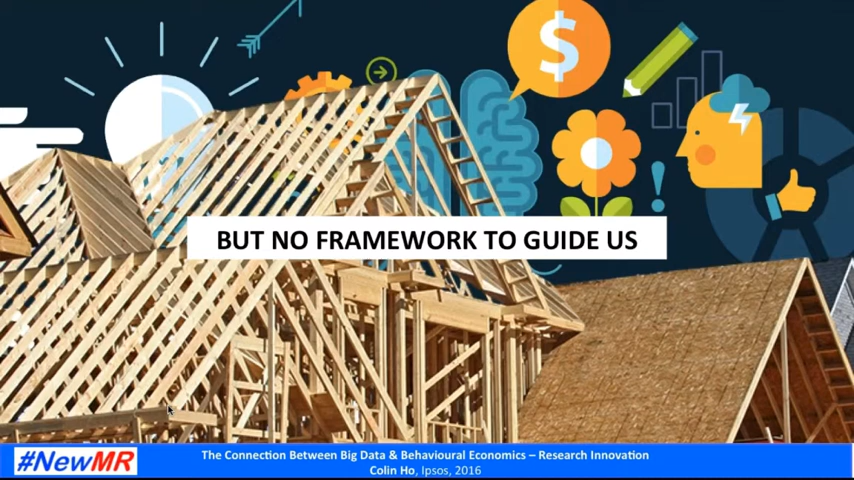 $
BUT NO FRAMEWORK TO GUIDE US
#NewMR
The Connection Between Big Data & Behavioural Economics – Research Innovation
Colin Ho, Ipsos, 2016